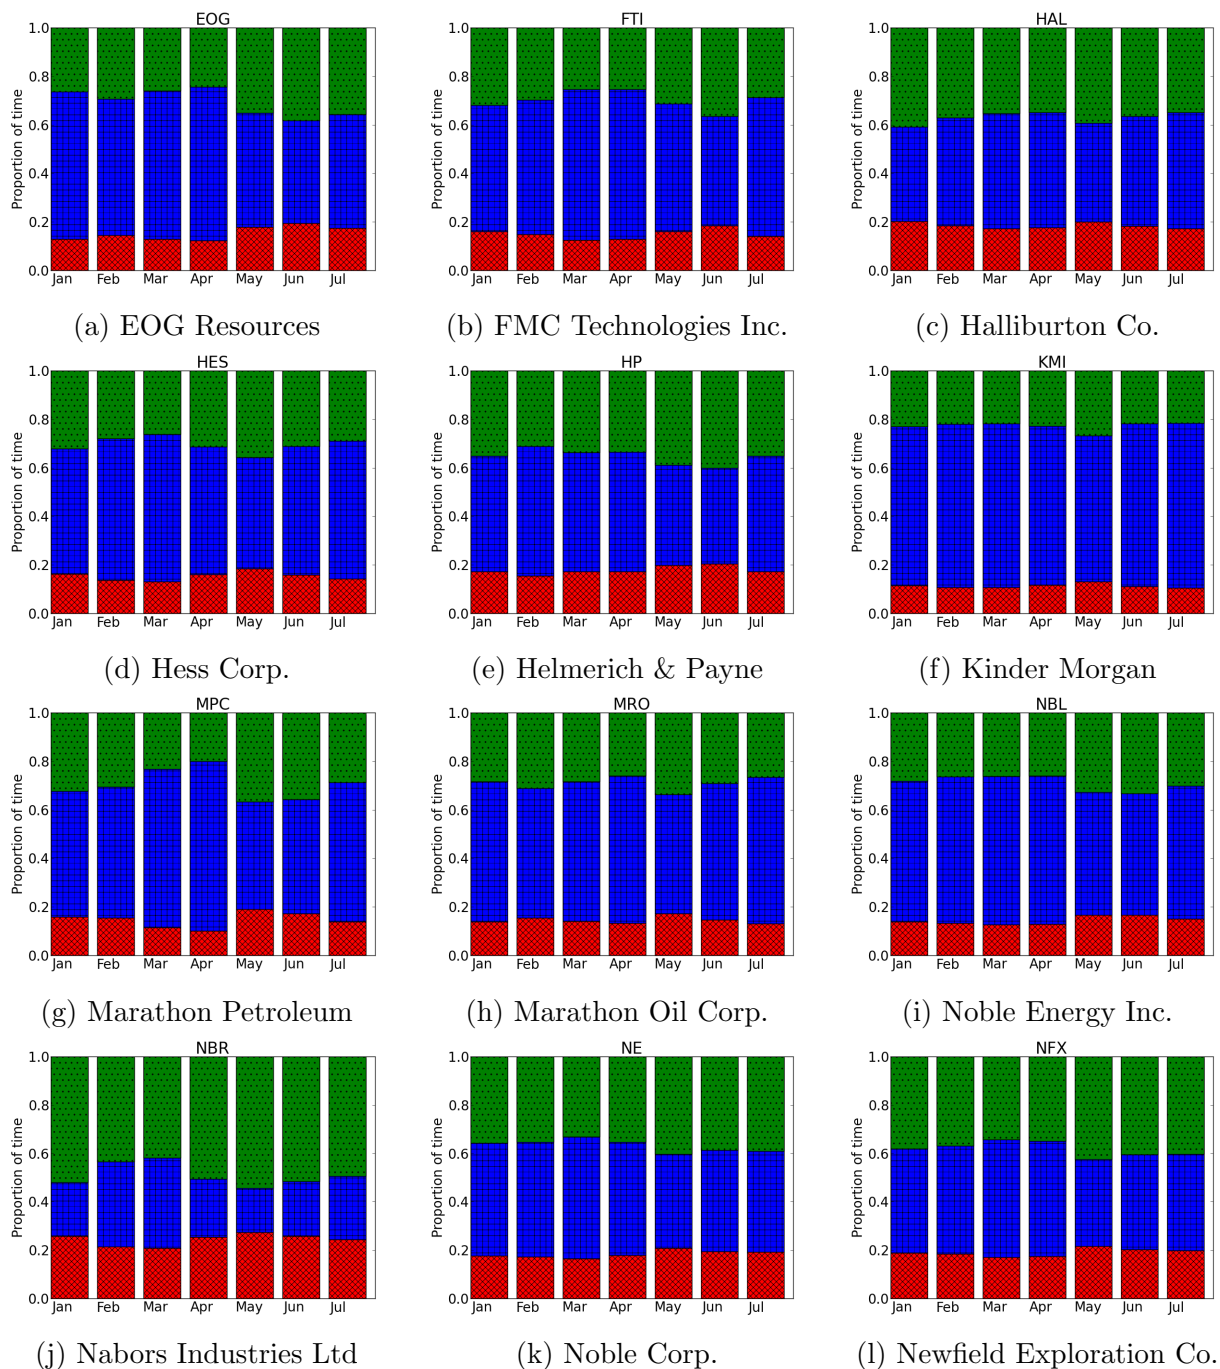 EOG
FTI
HAL
1.0
0.8
0.6
0.4
0.2
0.0
Proportion of time
Jan Feb Mar Apr May Jun Jul
1.0
0.8
0.6
0.4
0.2
0.0
Proportion of time
Jan Feb Mar Apr May Jun Jul
1.0
0.8
0.6
0.4
0.2
0.0
Proportion of time
Jan Feb Mar Apr May Jun Jul
(a) EOG Resources
(b) FMC Technologies Inc.
(c) Halliburton Co.
HES
HP
KMI
1.0
0.8
0.6
0.4
0.2
0.0
Proportion of time
Jan Feb Mar Apr May Jun Jul
1.0
0.8
0.6
0.4
0.2
0.0
Proportion of time
Jan Feb Mar Apr May Jun Jul
1.0
0.8
0.6
0.4
0.2
0.0
Proportion of time
Jan Feb Mar Apr May Jun Jul
(d) Hess Corp.
(e) Helmerich & Payne
(f) Kinder Morgan
MPC
MRO
NBL
1.0
0.8
0.6
0.4
0.2
0.0
Proportion of time
Jan Feb Mar Apr May Jun Jul
1.0
0.8
0.6
0.4
0.2
0.0
Proportion of time
Jan Feb Mar Apr May Jun Jul
1.0
0.8
0.6
0.4
0.2
0.0
Proportion of time
Jan Feb Mar Apr May Jun Jul
(g) Marathon Petroleum
(h) Marathon Oil Corp.
(i) Noble Energy Inc.
NBR
NE
NFX
1.0
0.8
0.6
0.4
0.2
0.0
Proportion of time
Jan Feb Mar Apr May Jun Jul
1.0
0.8
0.6
0.4
0.2
0.0
Proportion of time
Jan Feb Mar Apr May Jun Jul
1.0
0.8
0.6
0.4
0.2
0.0
Proportion of time
Jan Feb Mar Apr May Jun Jul
(j) Nabors Industries Ltd
(k) Noble Corp.
(l) Newfield Exploration Co.